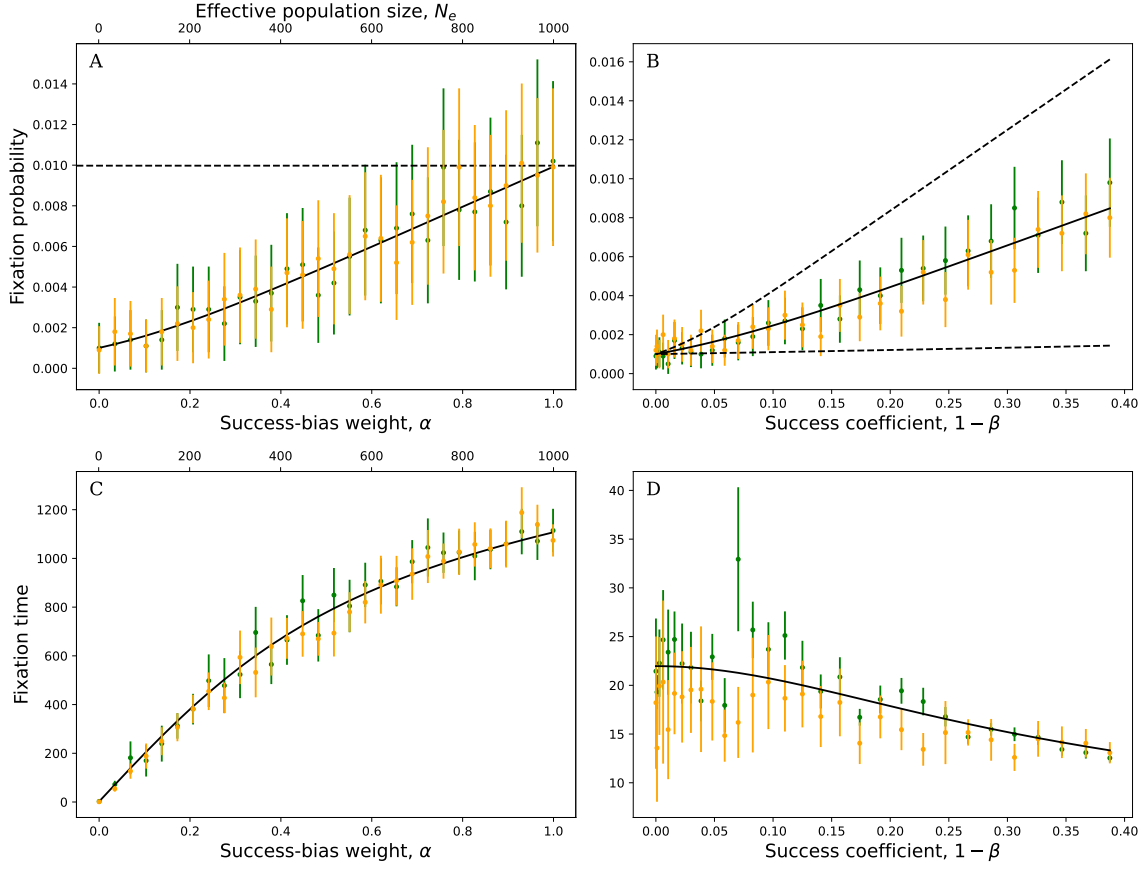 Effective population size, Nₑ
0 200 400 600 800 1000
A
B
Fixation probability
0.014
0.012
0.010
0.008
0.006
0.004
0.002
0.000
0.016
0.014
0.012
0.010
0.008
0.006
0.004
0.002
0.000
0.0 0.2 0.4 0.6 0.8 1.0
Success-bias weight, α
0.00 0.05 0.10 0.15 0.20 0.25 0.30 0.35 0.40
Success coefficient, 1 − β
0 200 400 600 800 1000
C
D
Fixation time
1200
1000
800
600
400
200
0
40
35
30
25
20
15
10
0.0 0.2 0.4 0.6 0.8 1.0
Success-bias weight, α
0.00 0.05 0.10 0.15 0.20 0.25 0.30 0.35 0.40
Success coefficient, 1 − β